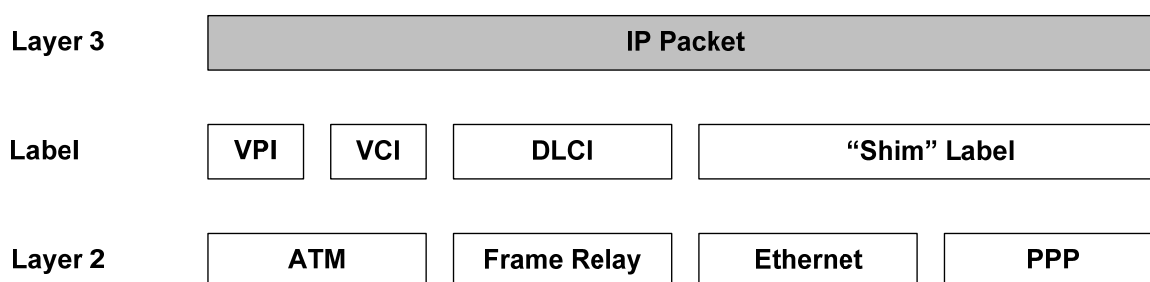 Layer 3 IP Packet
Label VPI VCI DLCI “Shim” Label
Layer 2 ATM Frame Relay Ethernet PPP